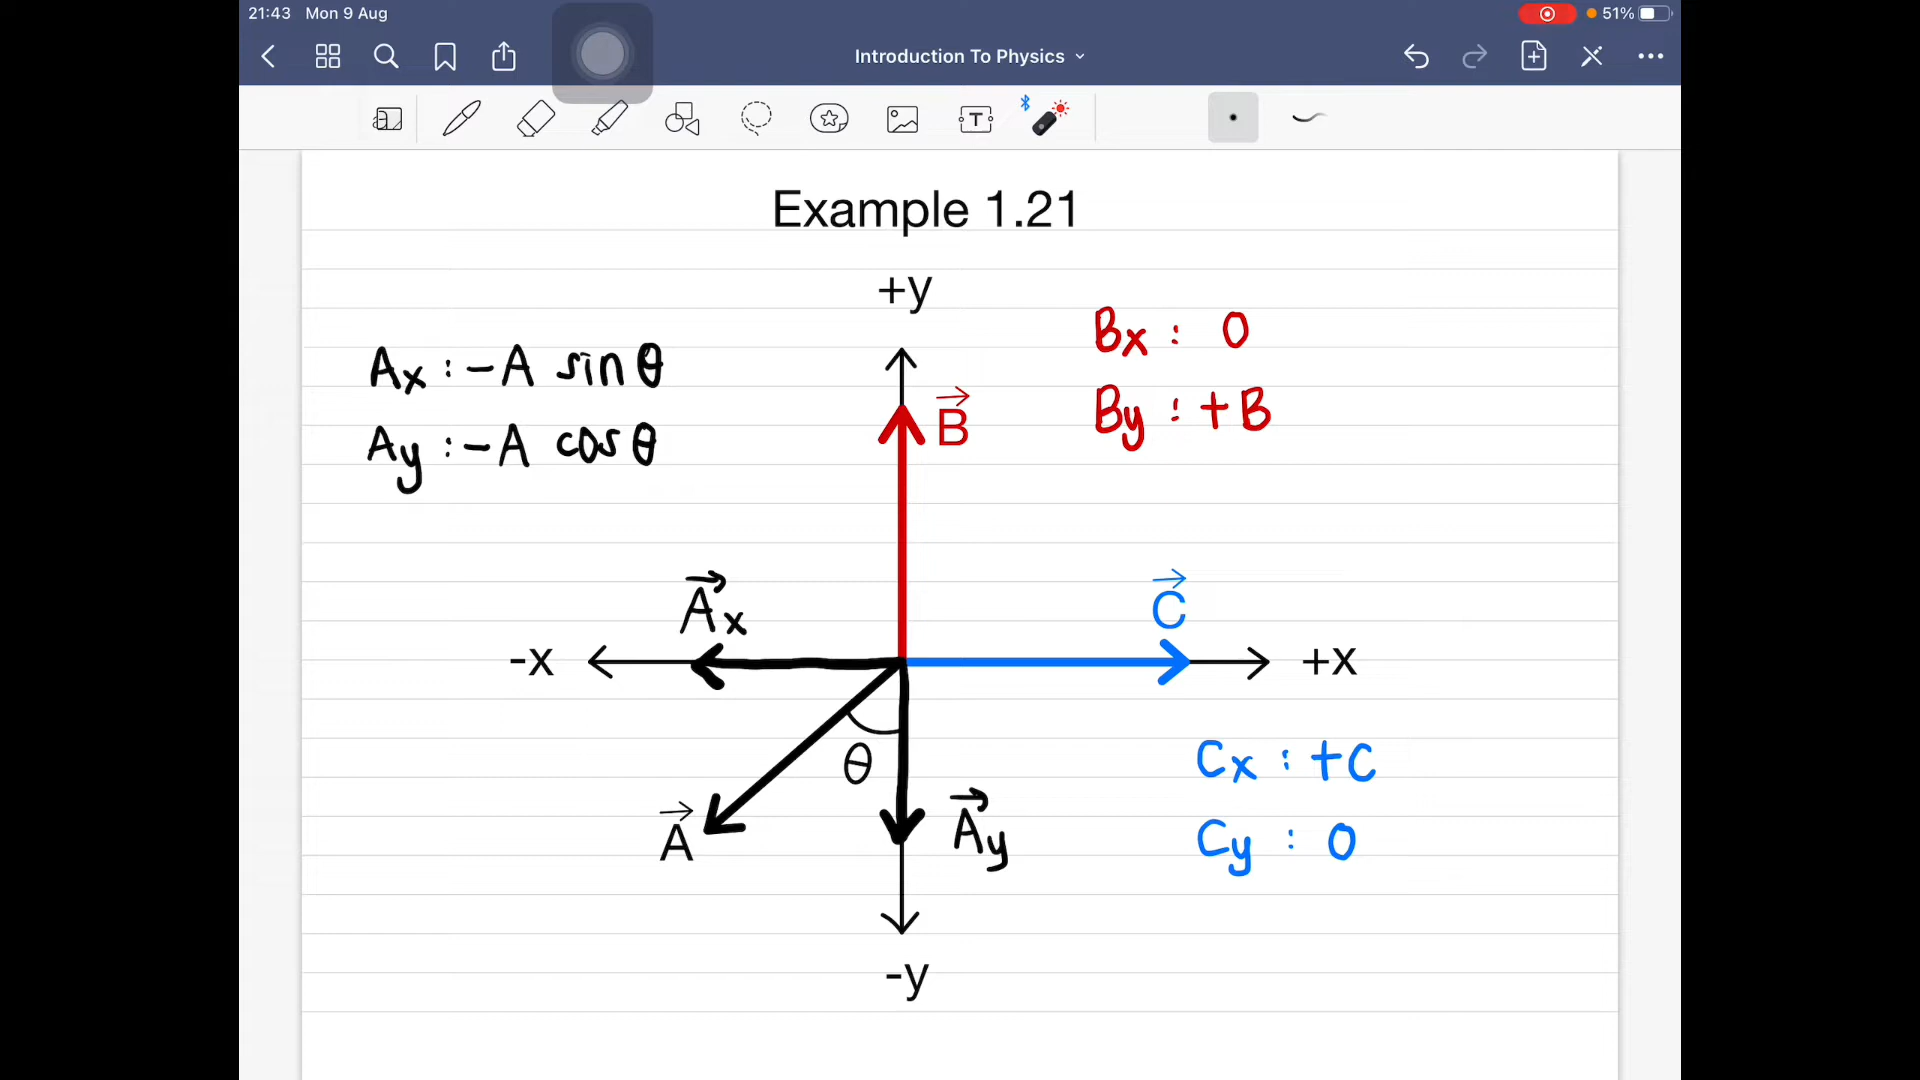 21:43 Mon 9 Aug
51%
Introduction To Physics
T
Example 1.21
+y
Bx : 0
Ax : -A sin θ
By : +B
B
Ay : -A cos θ
Ax
C
-x
+x
θ
Cx : +C
A
Ay
Cy : 0
-y